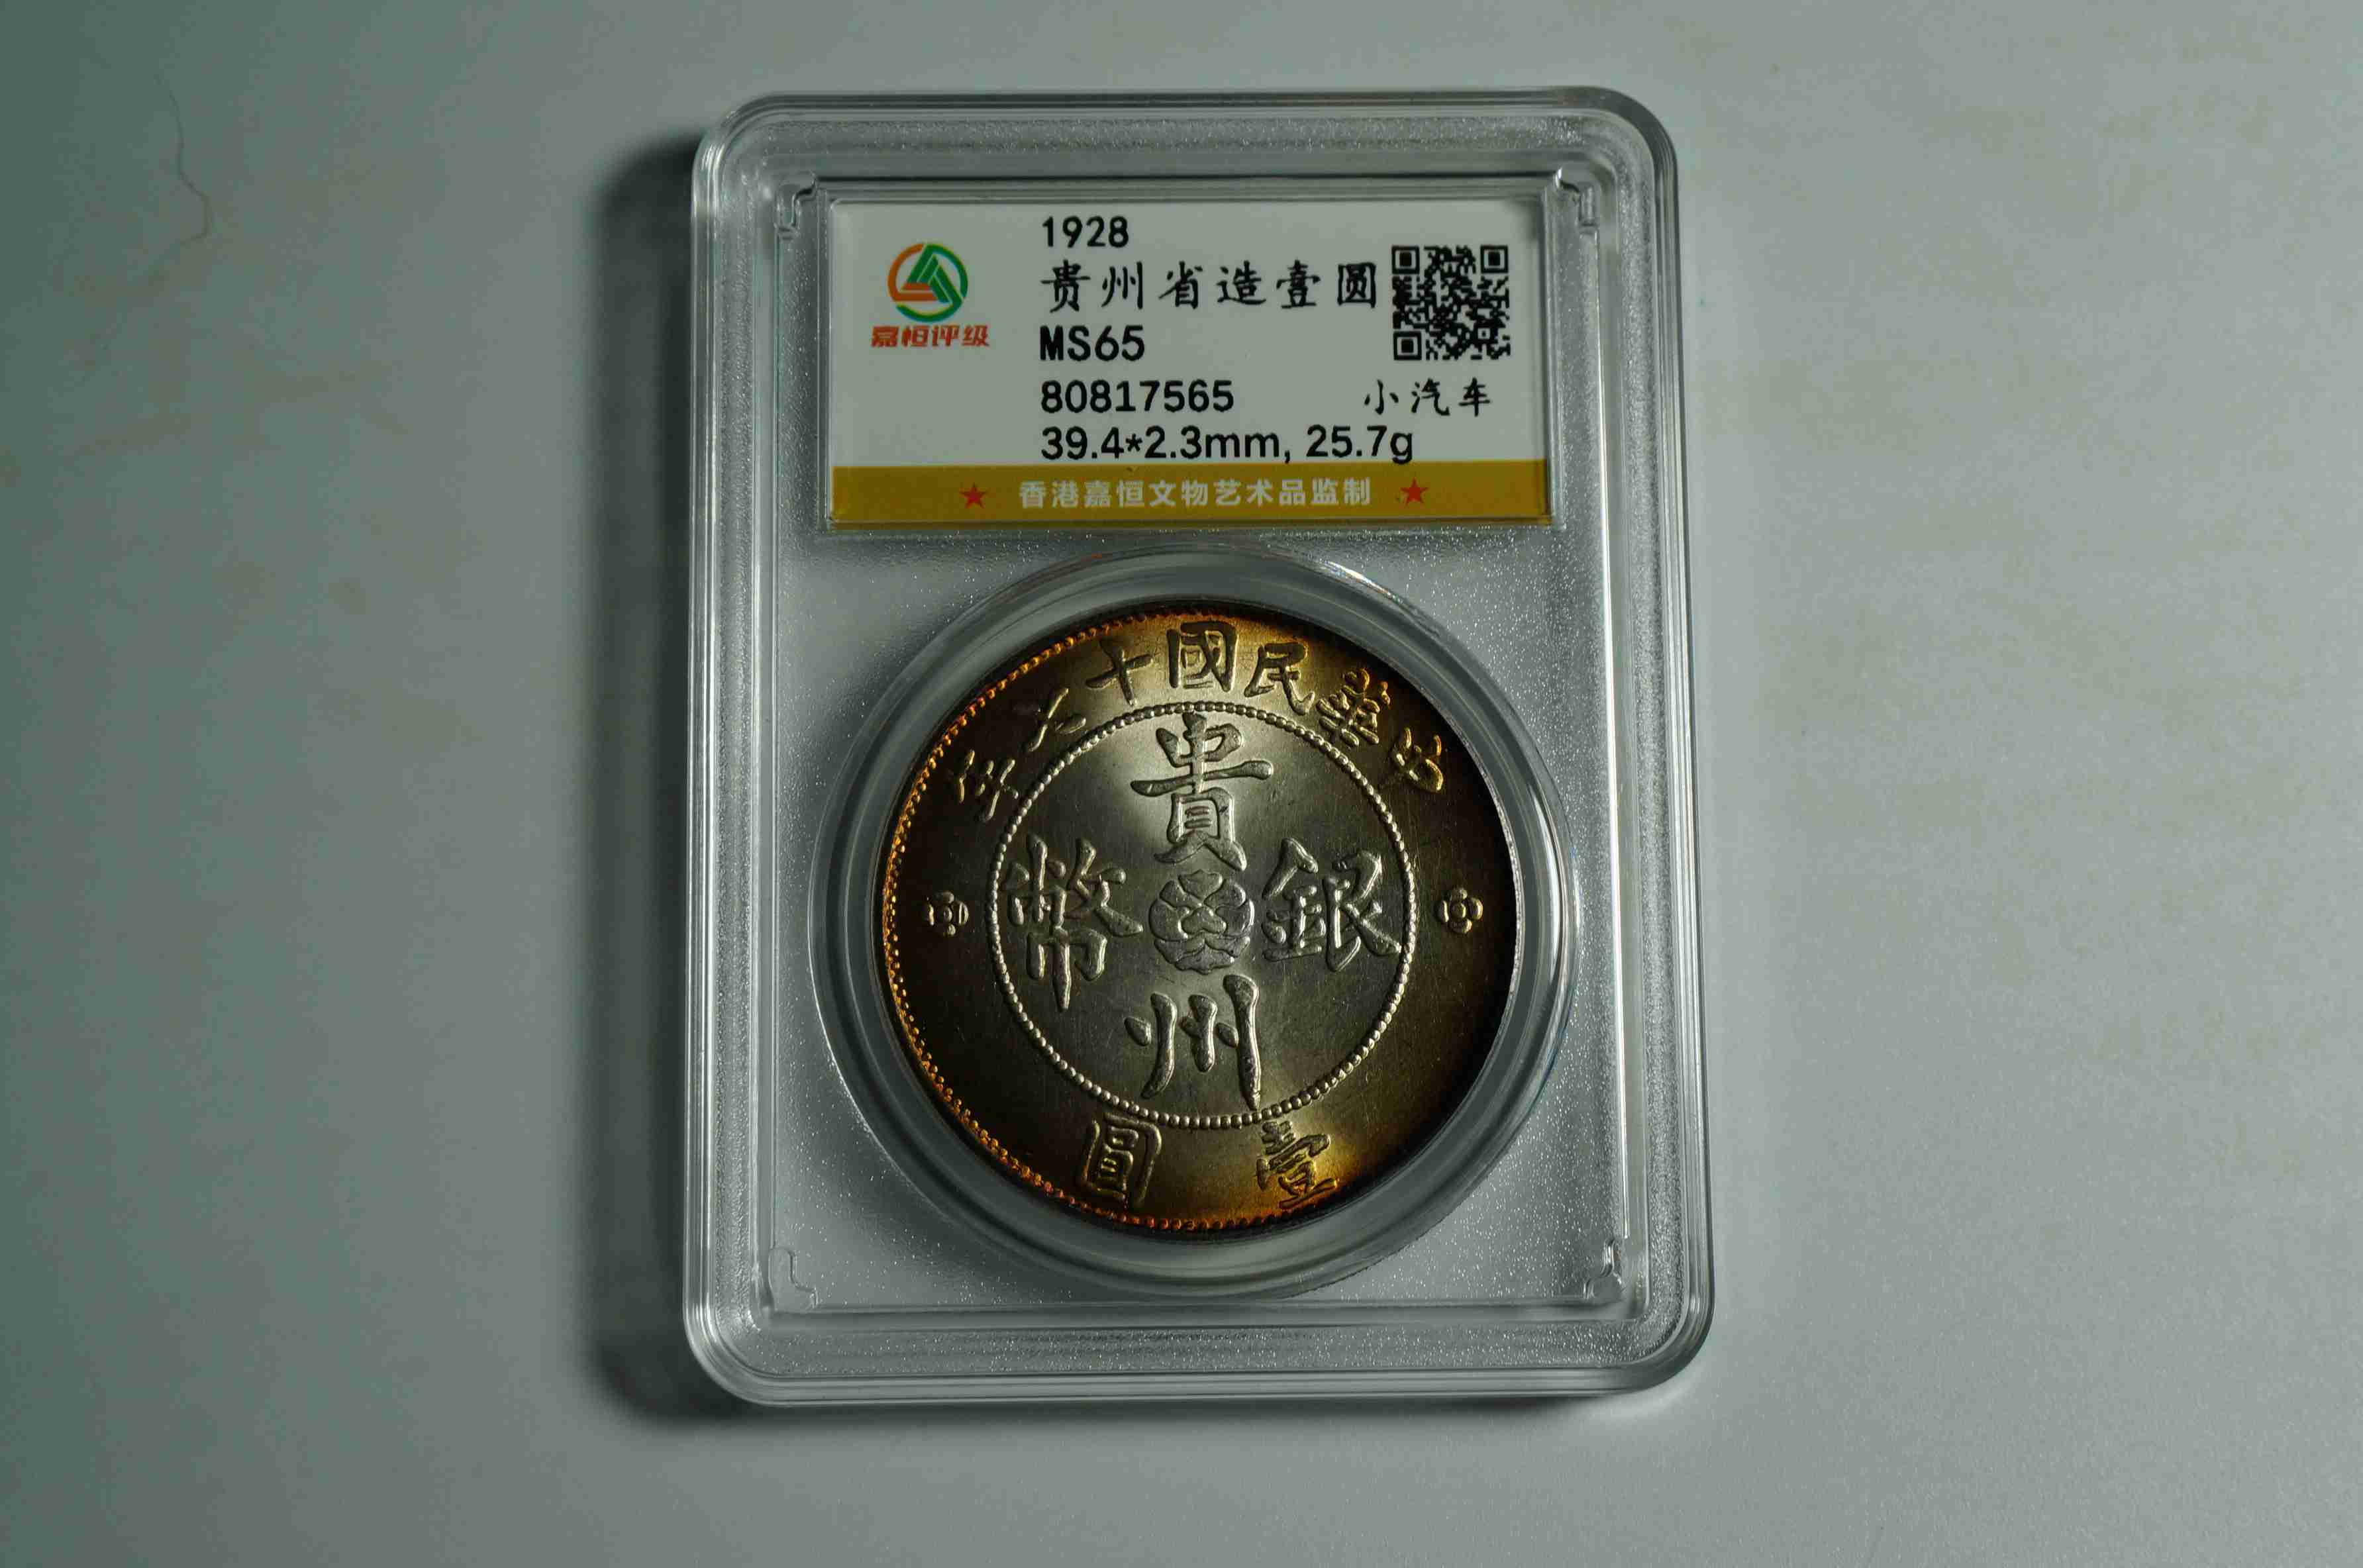 嘉恒评级
1928
贵州省造壹圆
MS65
80817565 小汽车
39.4*2.3mm, 25.7g
★ 香港嘉恒文物艺术品监制 ★
年七十國民華中
貴
幣 銀
州
圓 壹